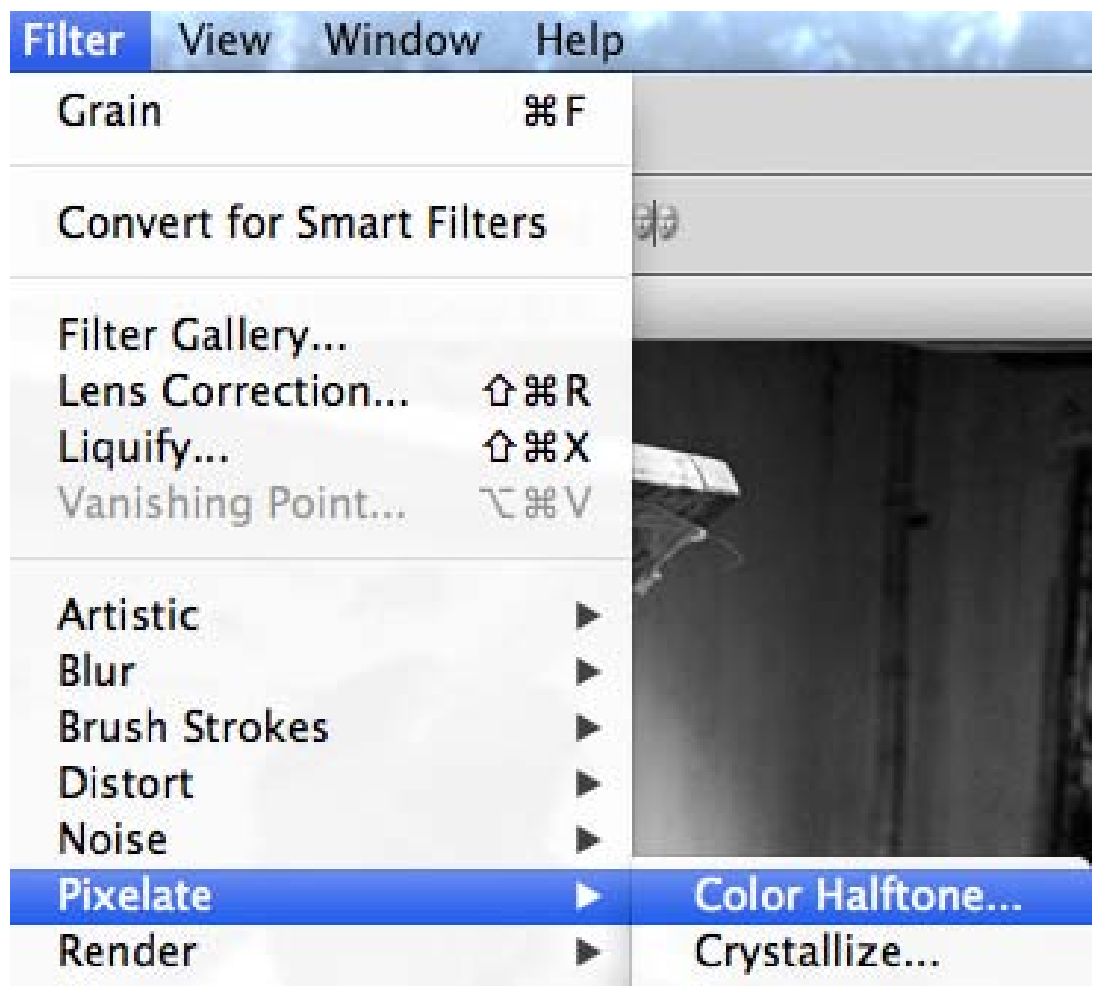 Filter View Window Help
Grain ⌘F
Convert for Smart Filters
Filter Gallery...
Lens Correction... ⇧⌘R
Liquify... ⇧⌘X
Vanishing Point... ⌥⌘V
Artistic ▶
Blur ▶
Brush Strokes ▶
Distort ▶
Noise ▶
Pixelate ▶ Color Halftone...
Render ▶ Crystallize...